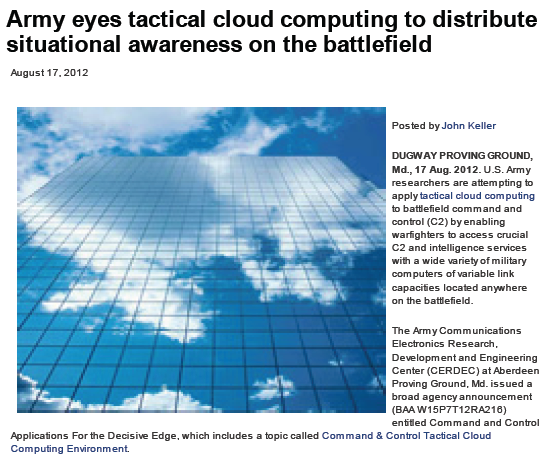 Army eyes tactical cloud computing to distribute
situational awareness on the battlefield
August 17, 2012
Posted by John Keller
DUGWAY PROVING GROUND,
Md., 17 Aug. 2012. U.S. Army
researchers are attempting to
apply tactical cloud computing
to battlefield command and
control (C2) by enabling
warfighters to access crucial
C2 and intelligence services
with a wide variety of military
computers of variable link
capacities located anywhere
on the battlefield.
The Army Communications
Electronics Research,
Development and Engineering
Center (CERDEC) at Aberdeen
Proving Ground, Md. issued a
broad agency announcement
(BAA W15P7T12RA216)
entitled Command and Control
Applications For the Decisive Edge, which includes a topic called Command & Control Tactical Cloud
Computing Environment.